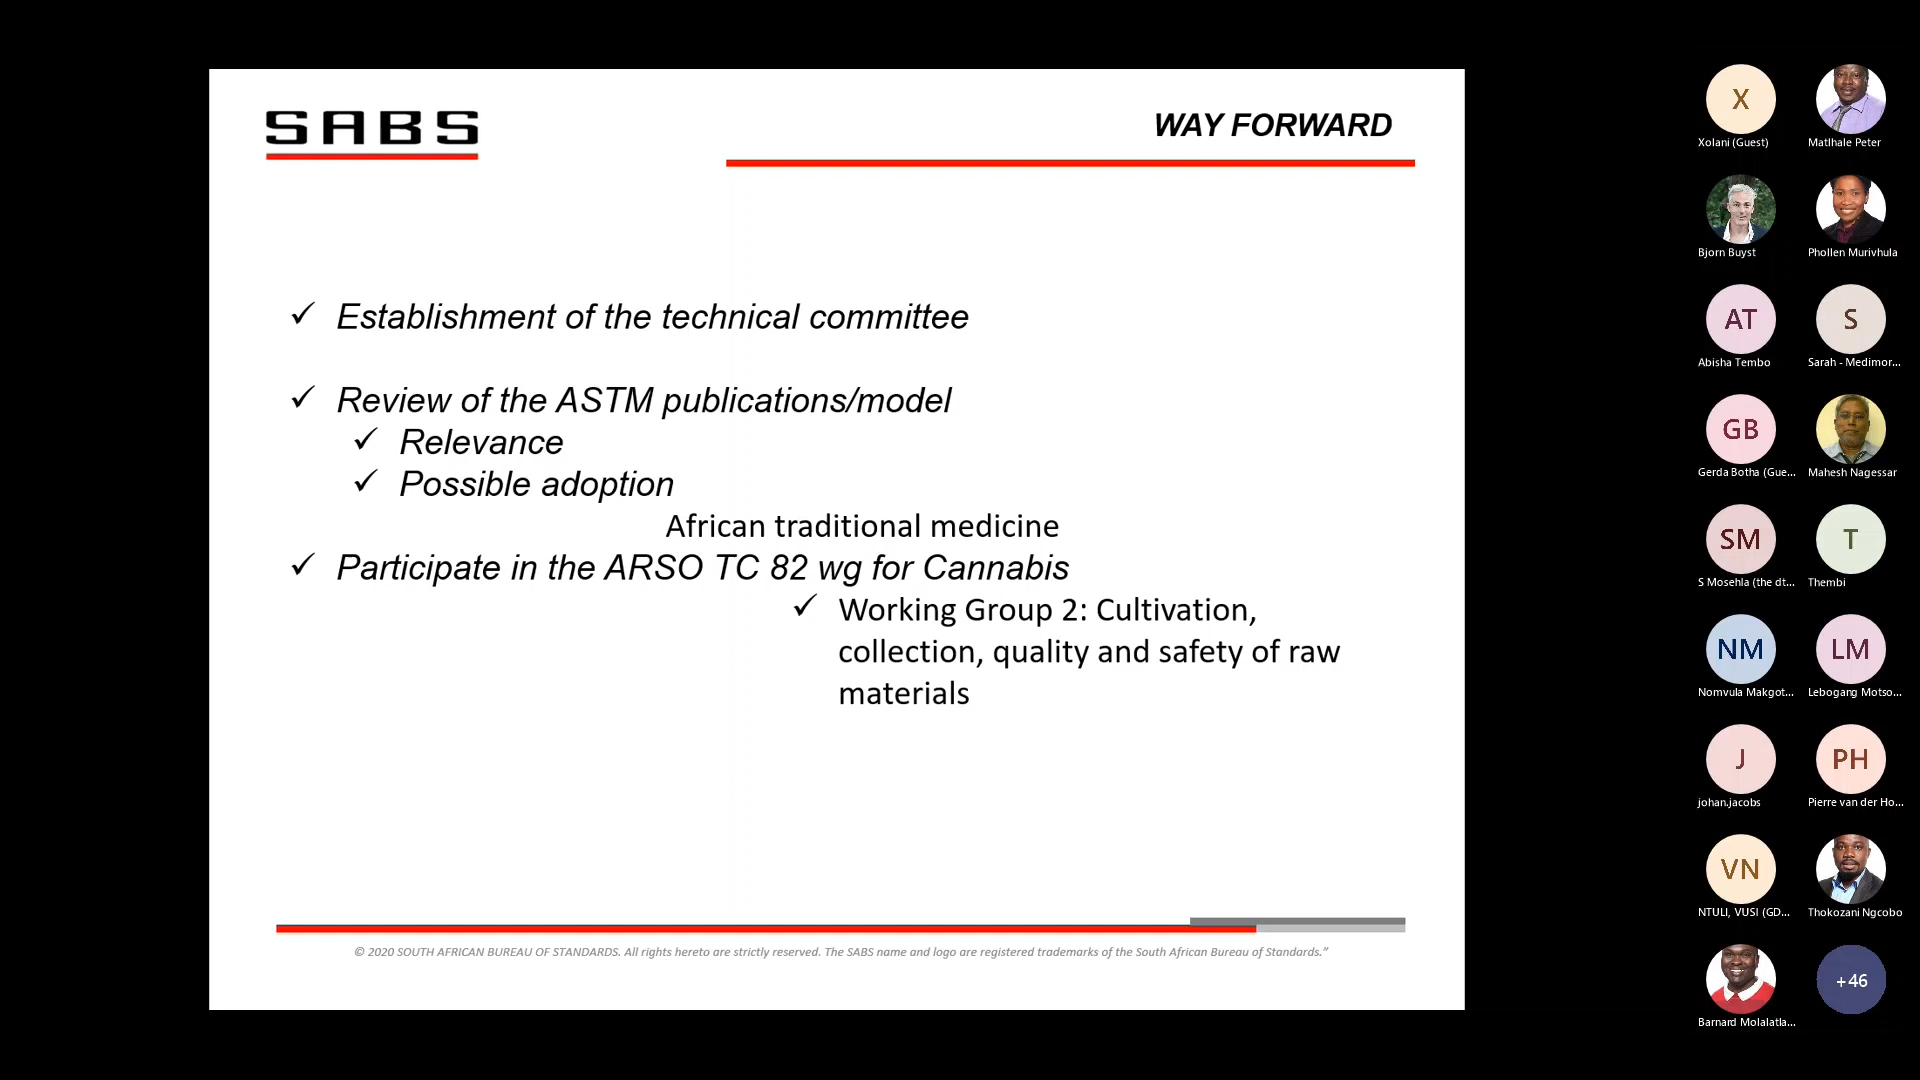 SABS
WAY FORWARD
✓ Establishment of the technical committee
✓ Review of the ASTM publications/model
✓ Relevance
✓ Possible adoption
African traditional medicine
✓ Participate in the ARSO TC 82 wg for Cannabis
✓ Working Group 2: Cultivation,
collection, quality and safety of raw
materials
© 2020 SOUTH AFRICAN BUREAU OF STANDARDS. All rights hereto are strictly reserved. The SABS name and logo are registered trademarks of the South African Bureau of Standards.”
X
Xolani (Guest)
Matlhale Peter
Bjorn Buyst
Phollen Murivhula
AT
Abisha Tembo
S
Sarah - Medimor...
GB
Gerda Botha (Gue...
Mahesh Nagessar
SM
S Mosehla (the dt...
T
Thembi
NM
Nomvula Makgot...
LM
Lebogang Motso...
J
johan.jacobs
PH
Pierre van der Ho...
VN
NTULI, VUSI (GD...
Thokozani Ngcobo
Barnard Molalatla...
+46